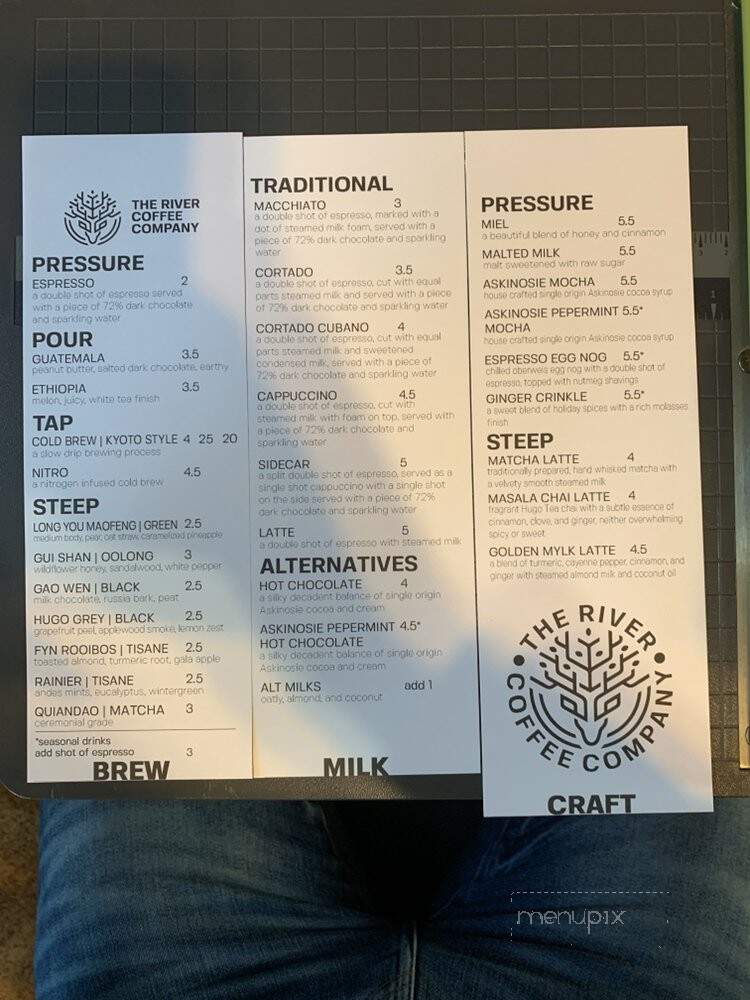 THE RIVER
COFFEE
COMPANY
PRESSURE
ESPRESSO 2
a double shot of espresso served
with a piece of 72% dark chocolate
and sparkling water
POUR
GUATEMALA 3.5
peanut butter, salted dark chocolate, earthy
ETHIOPIA 3.5
melon, juicy, white tea finish
TAP
COLD BREW | KYOTO STYLE 4 25 20
a slow drip brewing process
NITRO 4.5
a nitrogen infused cold brew
STEEP
LONG YOU MAOFENG | GREEN 2.5
medium body, pear, oat straw, caramelized pineapple
GUI SHAN | OOLONG 3
wildflower honey, sandalwood, white pepper
GAO WEN | BLACK 2.5
milk chocolate, russia bark, peat
HUGO GREY | BLACK 2.5
grapefruit peel, applewood smoke, lemon zest
FYN ROOIBOS | TISANE 2.5
toasted almond, turmeric root, gala apple
RAINIER | TISANE 2.5
andes mints, eucalyptus, wintergreen
QUIANDAO | MATCHA 3
ceremonial grade
*seasonal drinks
add shot of espresso 3
BREW
TRADITIONAL
MACCHIATO 3
a double shot of espresso, marked with a
dot of steamed milk foam, served with a
piece of 72% dark chocolate and sparkling
water
CORTADO 3.5
a double shot of espresso, cut with equal
parts steamed milk and served with a piece
of 72% dark chocolate and sparkling water
CORTADO CUBANO 4
a double shot of espresso, cut with equal
parts steamed milk and sweetened
condensed milk, served with a piece of
72% dark chocolate and sparkling water
CAPPUCCINO 4.5
a double shot of espresso, cut with
steamed milk with foam on top, served with
a piece of 72% dark chocolate and
sparkling water
SIDECAR 5
a split double shot of espresso, served as a
single shot cappuccino with a single shot
on the side served with a piece of 72%
dark chocolate and sparkling water
LATTE 5
a double shot of espresso with steamed milk
ALTERNATIVES
HOT CHOCOLATE 4
a silky decadent balance of single origin
Askinosie cocoa and cream
ASKINOSIE PEPERMINT 4.5*
HOT CHOCOLATE
a silky decadent balance of single origin
Askinosie cocoa and cream
ALT MILKS add 1
oatly, almond, and coconut
MILK
PRESSURE
MIEL 5.5
a beautiful blend of honey and cinnamon
MALTED MILK 5.5
malt sweetened with raw sugar
ASKINOSIE MOCHA 5.5
house crafted single origin Askinosie cocoa syrup
ASKINOSIE PEPERMINT 5.5*
MOCHA
house crafted single origin Askinosie cocoa syrup
ESPRESSO EGG NOG 5.5*
chilled oberweis egg nog with a double shot of
espresso, topped with nutmeg shavings
GINGER CRINKLE 5.5*
a sweet blend of holiday spices with a rich molasses
finish
STEEP
MATCHA LATTE 4
traditionally prepared, hand whisked matcha with
a velvety smooth steamed milk
MASALA CHAI LATTE 4
fragrant Hugo Tea chai with a subtle essence of
cinnamon, clove, and ginger, neither overwhelming
spicy or sweet
GOLDEN MYLK LATTE 4.5
a blend of turmeric, cayenne pepper, cinnamon, and
ginger with steamed almond milk and coconut oil
THE RIVER
COFFEE COMPANY
CRAFT
menupix